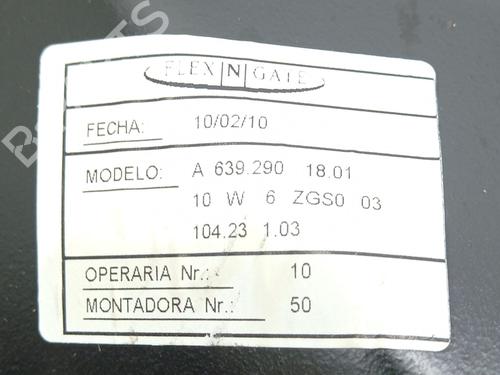 FLEX N GATE
FECHA: 10/02/10
MODELO: A 639.290 18.01
10 W 6 ZGS0 03
104.23 1.03
OPERARIA Nr.: 10
MONTADORA Nr.: 50